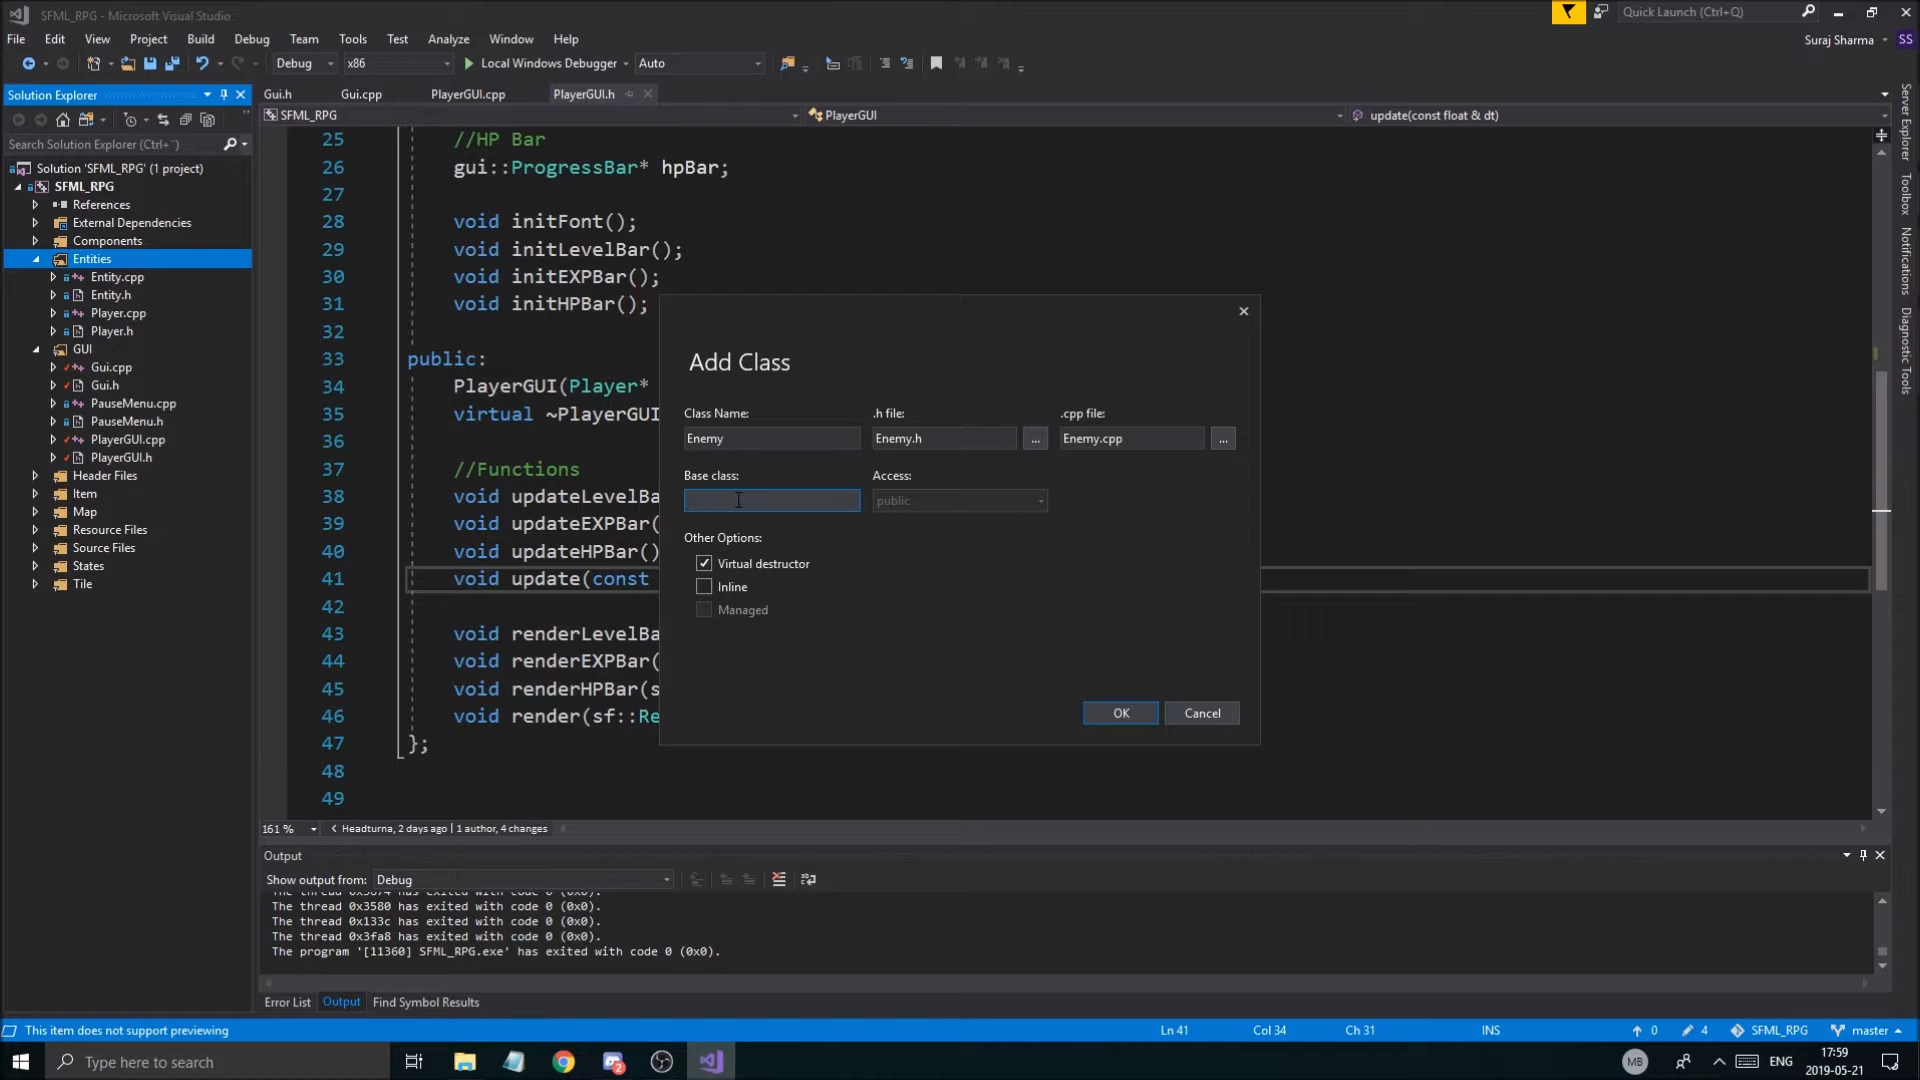 SFML_RPG - Microsoft Visual Studio
Quick Launch (Ctrl+Q)
File Edit View Project Build Debug Team Tools Test Analyze Window Help
Suraj Sharma SS
Debug x86 Local Windows Debugger Auto
Solution Explorer
Gui.h Gui.cpp PlayerGUI.cpp PlayerGUI.h
SFML_RPG PlayerGUI update(const float & dt)
Search Solution Explorer (Ctrl+¨)
Solution 'SFML_RPG' (1 project)
SFML_RPG
References
External Dependencies
Components
Entities
Entity.cpp
Entity.h
Player.cpp
Player.h
GUI
Gui.cpp
Gui.h
PauseMenu.cpp
PauseMenu.h
PlayerGUI.cpp
PlayerGUI.h
Header Files
Item
Map
Resource Files
Source Files
States
Tile
25 //HP Bar
26 gui::ProgressBar* hpBar;
27
28 void initFont();
29 void initLevelBar();
30 void initEXPBar();
31 void initHPBar();
32
33 public:
34 PlayerGUI(Player*
35 virtual ~PlayerGUI
36
37 //Functions
38 void updateLevelBa
39 void updateEXPBar(
40 void updateHPBar()
41 void update(const
42
43 void renderLevelBa
44 void renderEXPBar(
45 void renderHPBar(s
46 void render(sf::Re
47 };
48
49
Add Class
Class Name: .h file: .cpp file:
Enemy Enemy.h ... Enemy.cpp ...
Base class: Access:
public
Other Options:
Virtual destructor
Inline
Managed
OK Cancel
Server Explorer
Toolbox
Notifications
Diagnostic Tools
161 % Headturna, 2 days ago | 1 author, 4 changes
Output
Show output from: Debug
The thread 0x3874 has exited with code 0 (0x0).
The thread 0x3580 has exited with code 0 (0x0).
The thread 0x133c has exited with code 0 (0x0).
The thread 0x3fa8 has exited with code 0 (0x0).
The program '[11360] SFML_RPG.exe' has exited with code 0 (0x0).
Error List Output Find Symbol Results
This item does not support previewing Ln 41 Col 34 Ch 31 INS 0 4 SFML_RPG master
Type here to search 2 MB ENG 17:59
2019-05-21